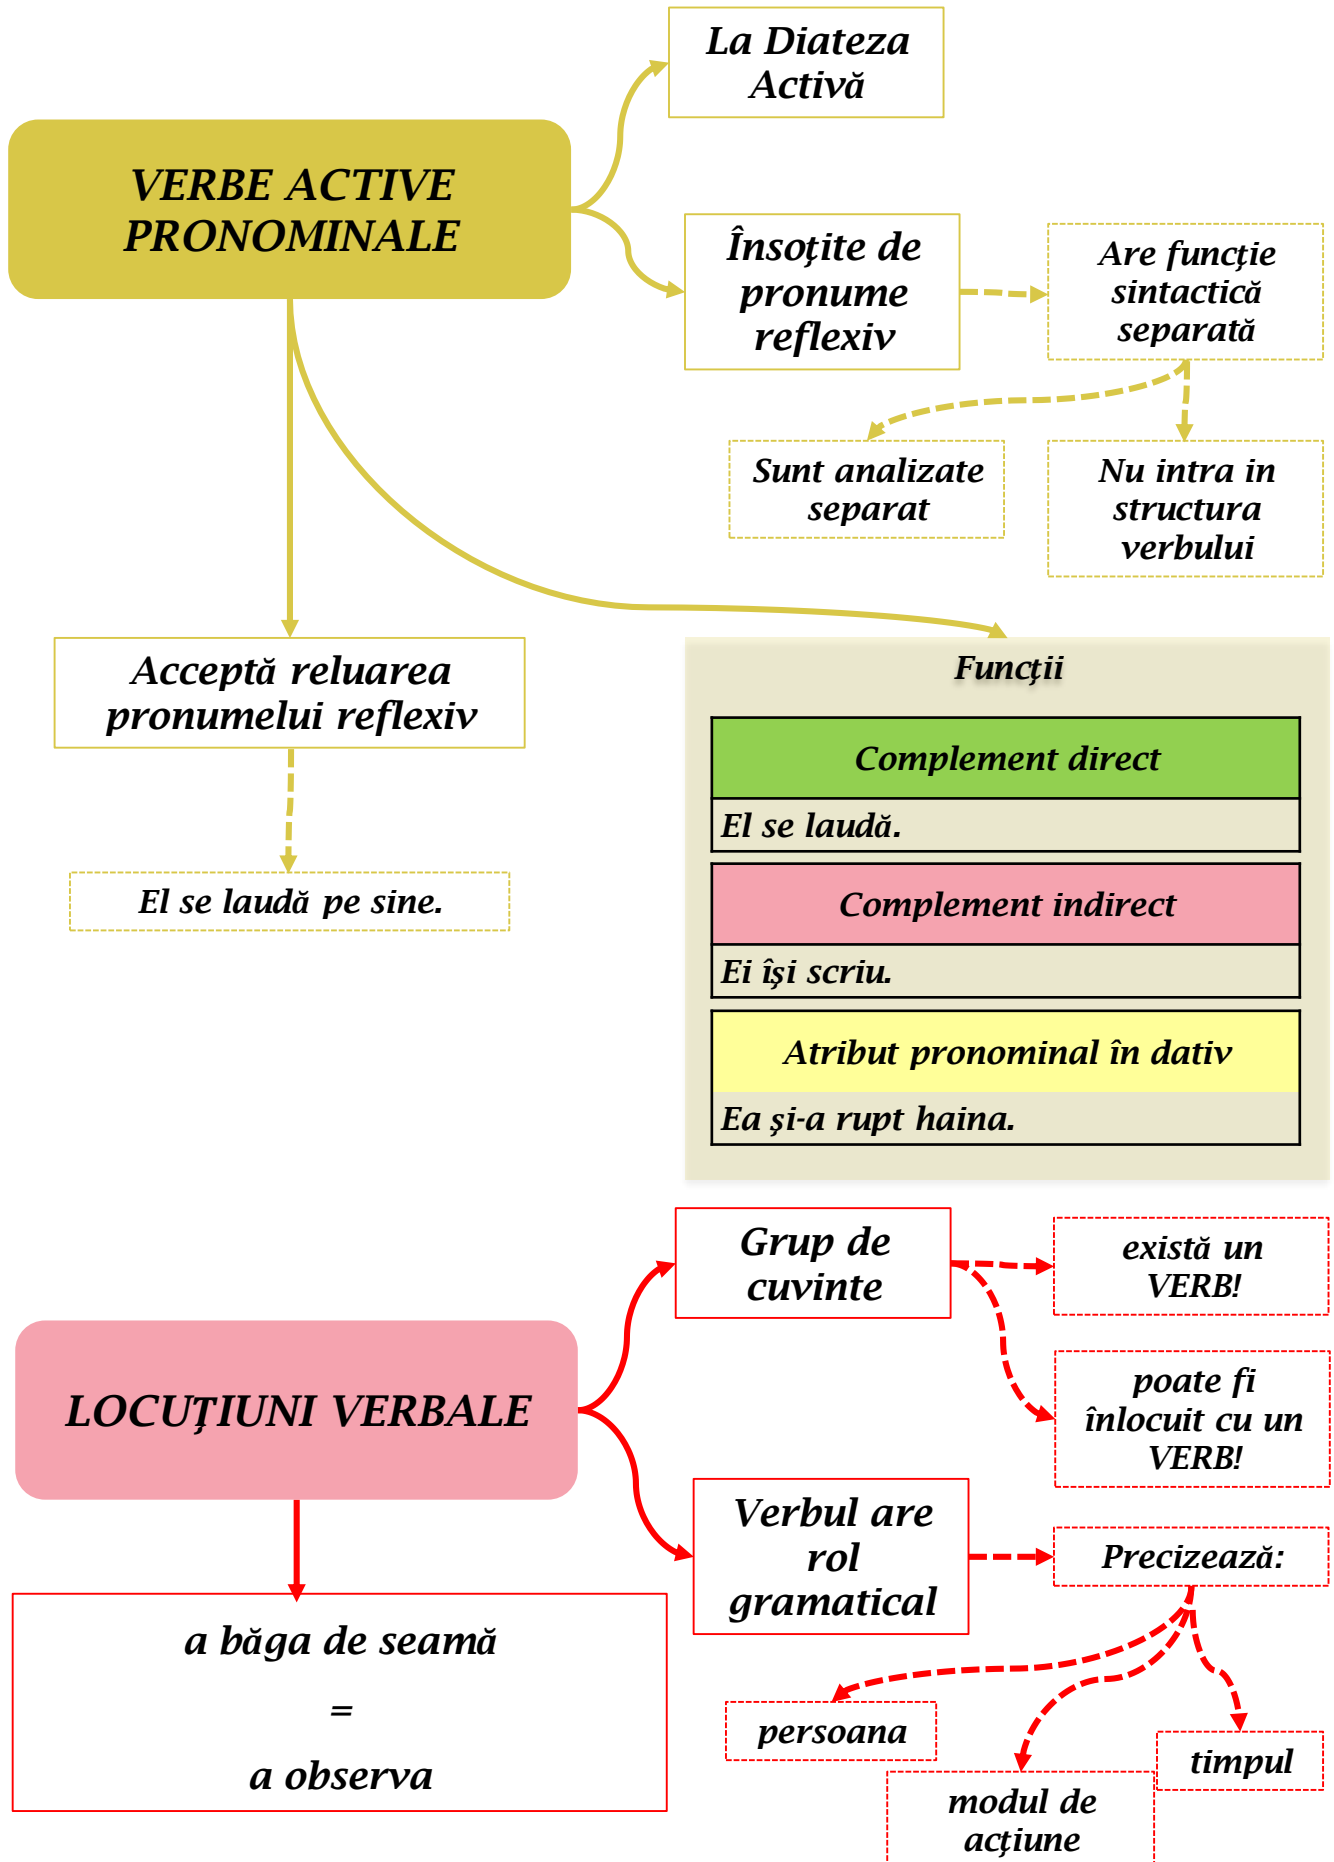 La Diateza
Activă
VERBE ACTIVE
PRONOMINALE
Însoțite de
pronume
reflexiv
Are funcție
sintactică
separată
Sunt analizate
separat
Nu intra in
structura
verbului
Acceptă reluarea
pronumelui reflexiv
El se laudă pe sine.
Funcții
Complement direct
El se laudă.
Complement indirect
Ei își scriu.
Atribut pronominal în dativ
Ea și-a rupt haina.
Grup de
cuvinte
există un
VERB!
poate fi
înlocuit cu un
VERB!
LOCUȚIUNI VERBALE
Verbul are
rol
gramatical
Precizează:
a băga de seamă
=
a observa
persoana
modul de
acțiune
timpul